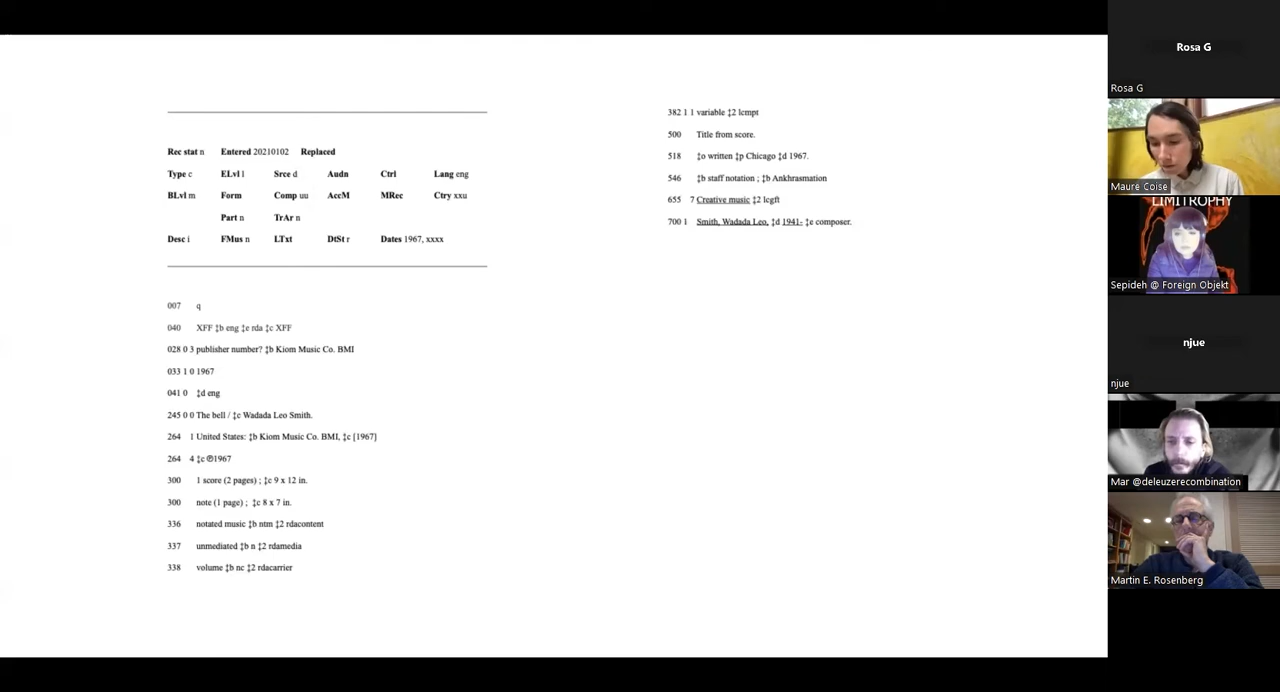 Rec stat n Entered 20210102 Replaced
Type c ELvl I Srce d Audn Ctrl Lang eng
BLvl m Form Comp uu AccM MRec Ctry xxu
Part n TrAr n
Desc i FMus n LTxt DtSt r Dates 1967, xxxx
007 q
040 XFF ‡b eng ‡e rda ‡c XFF
028 0 3 publisher number? ‡b Kiom Music Co. BMI
033 1 0 1967
041 0 ‡d eng
245 0 0 The bell / ‡c Wadada Leo Smith.
264 1 United States: ‡b Kiom Music Co. BMI, ‡c [1967]
264 4 ‡c ℗1967
300 1 score (2 pages) ; ‡c 9 x 12 in.
300 note (1 page) ; ‡c 8 x 7 in.
336 notated music ‡b ntm ‡2 rdacontent
337 unmediated ‡b n ‡2 rdamedia
338 volume ‡b nc ‡2 rdacarrier
382 1 1 variable ‡2 lcmpt
500 Title from score.
518 ‡o written ‡p Chicago ‡d 1967.
546 ‡b staff notation ; ‡b Ankhrasmation
655 7 Creative music ‡2 lcgft
700 1 Smith, Wadada Leo, ‡d 1941- ‡e composer.
Rosa G
Rosa G
Maure Coise
LIMITROPHY
Sepideh @ Foreign Objekt
njue
njue
Mar @deleuzerecombination
Martin E. Rosenberg